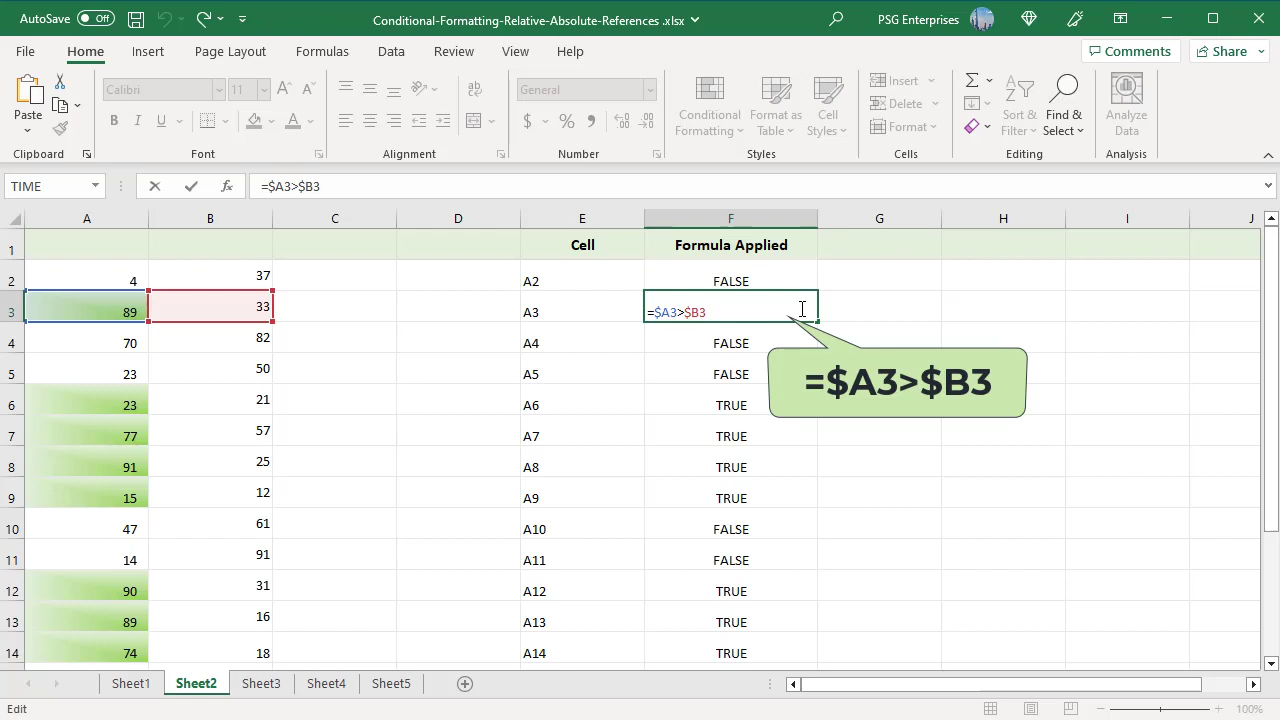 AutoSave Off
Conditional-Formatting-Relative-Absolute-References .xlsx
PSG Enterprises
File Home Insert Page Layout Formulas Data Review View Help
Comments Share
Paste
Clipboard
Calibri 11
B I U A A A
Font
ab
Alignment
General
$ %
Number
Conditional Formatting
Format as Table
Cell Styles
Styles
Insert
Delete
Format
Cells
Sort & Filter
Find & Select
Editing
Analyze Data
Analysis
TIME fx =$A3>$B3
A B C D E F G H I J
1 Cell Formula Applied
2 4 37 A2 FALSE
3 89 33 A3 =$A3>$B3
4 70 82 A4 FALSE
5 23 50 A5 FALSE
=$A3>$B3
6 23 21 A6 TRUE
7 77 57 A7 TRUE
8 91 25 A8 TRUE
9 15 12 A9 TRUE
10 47 61 A10 FALSE
11 14 91 A11 FALSE
12 90 31 A12 TRUE
13 89 16 A13 TRUE
14 74 18 A14 TRUE
Sheet1 Sheet2 Sheet3 Sheet4 Sheet5
Edit
100%